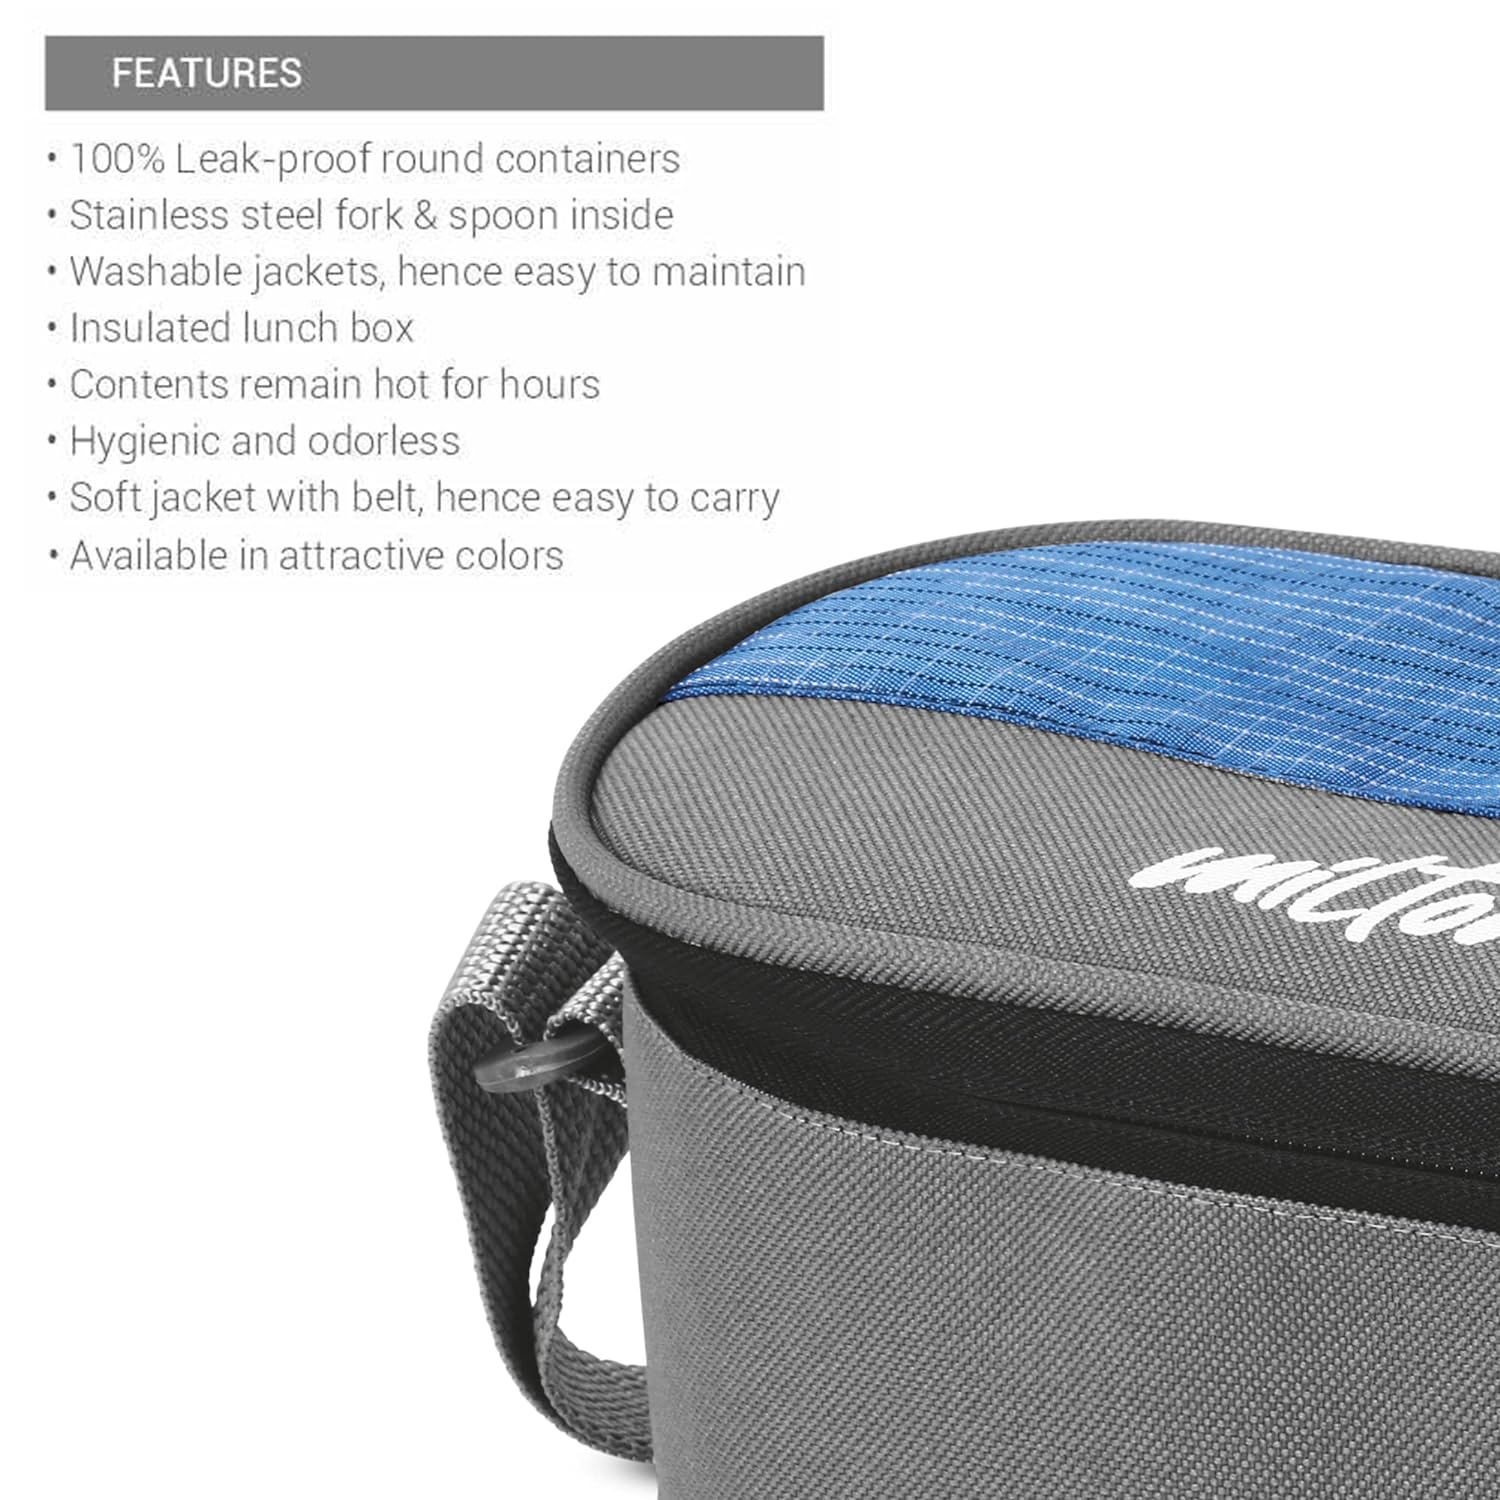 FEATURES
• 100% Leak-proof round containers
• Stainless steel fork & spoon inside
• Washable jackets, hence easy to maintain
• Insulated lunch box
• Contents remain hot for hours
• Hygienic and odorless
• Soft jacket with belt, hence easy to carry
• Available in attractive colors
milton